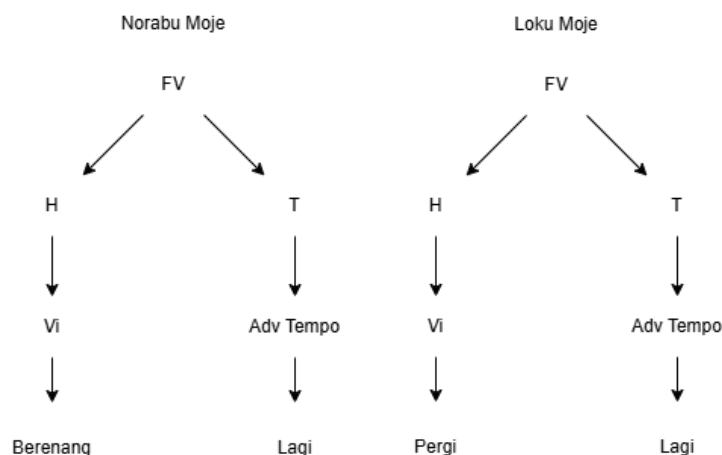 Norabu Moje Loku Moje
FV FV
H T H T
Vi Adv Tempo Vi Adv Tempo
Berenang Lagi Pergi Lagi